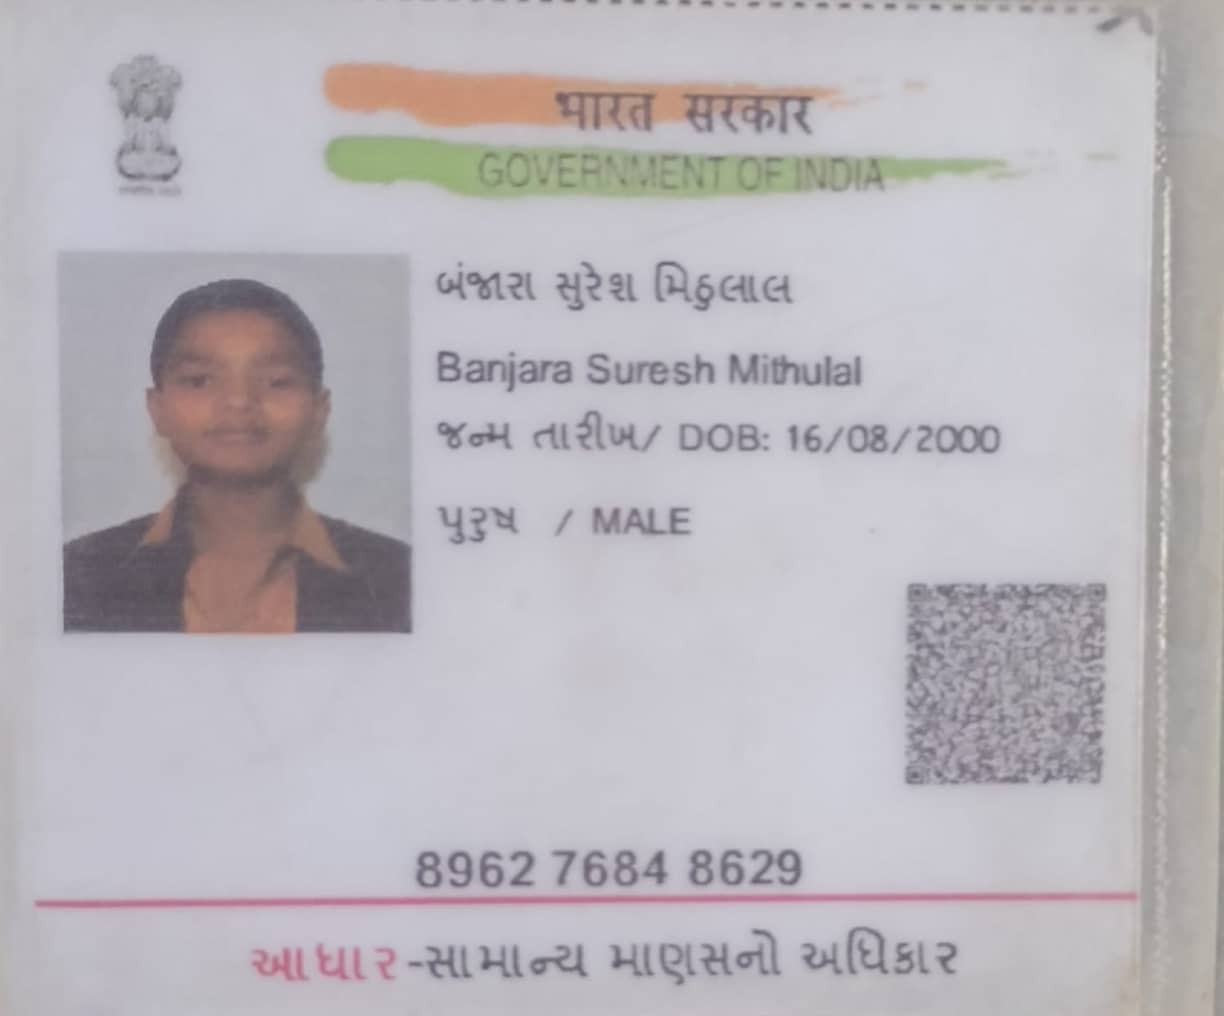 भारत सरकार
GOVERNMENT OF INDIA
બંજારા સુરેશ મિઠુલાલ
Banjara Suresh Mithulal
જન્મ તારીખ/ DOB: 16/08/2000
પુરુષ / MALE
8962 7684 8629
આધાર-સામાન્ય માણસનો અધિકાર